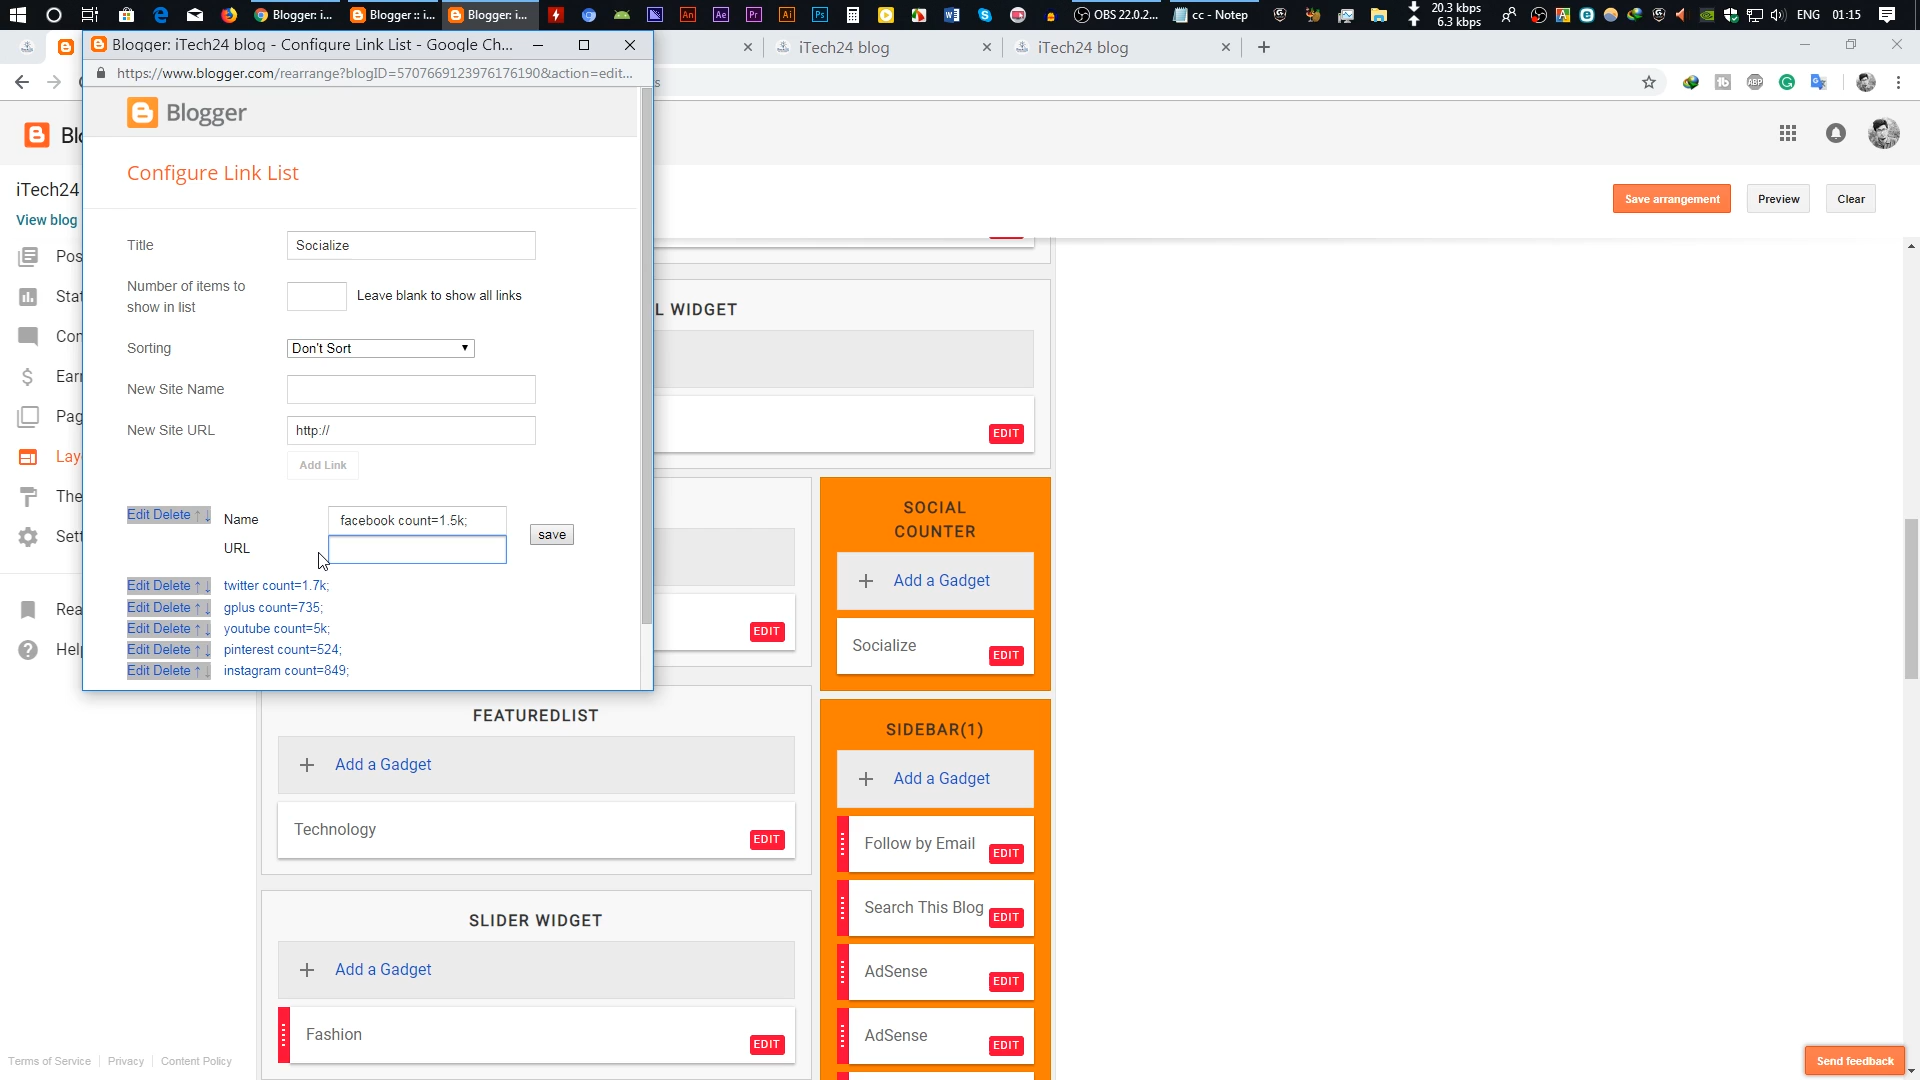 Blogger: i...
Blogger :: i...
Blogger: i...
OBS 22.0.2...
cc - Notep
20.3 kbps
6.3 kbps
ENG
01:15
Blogger: iTech24 blog - Configure Link List - Google Ch...
iTech24 blog
iTech24 blog
https://www.blogger.com/rearrange?blogID=5707669123976176190&action=edit...
Blogger
Configure Link List
iTech24
View blog
Save arrangement
Preview
Clear
Title
Socialize
Number of items to
show in list
Leave blank to show all links
Sorting
Don't Sort
New Site Name
New Site URL
http://
Add Link
Edit Delete ↑ ↓
Name
facebook count=1.5k;
URL
save
Edit Delete ↑ ↓ twitter count=1.7k;
Edit Delete ↑ ↓ gplus count=735;
Edit Delete ↑ ↓ youtube count=5k;
Edit Delete ↑ ↓ pinterest count=524;
Edit Delete ↑ ↓ instagram count=849;
L WIDGET
EDIT
EDIT
SOCIAL
COUNTER
Add a Gadget
Socialize
EDIT
FEATUREDLIST
Add a Gadget
Technology
EDIT
SLIDER WIDGET
Add a Gadget
Fashion
EDIT
SIDEBAR(1)
Add a Gadget
Follow by Email
EDIT
Search This Blog
EDIT
AdSense
EDIT
AdSense
EDIT
Terms of Service
Privacy
Content Policy
Send feedback